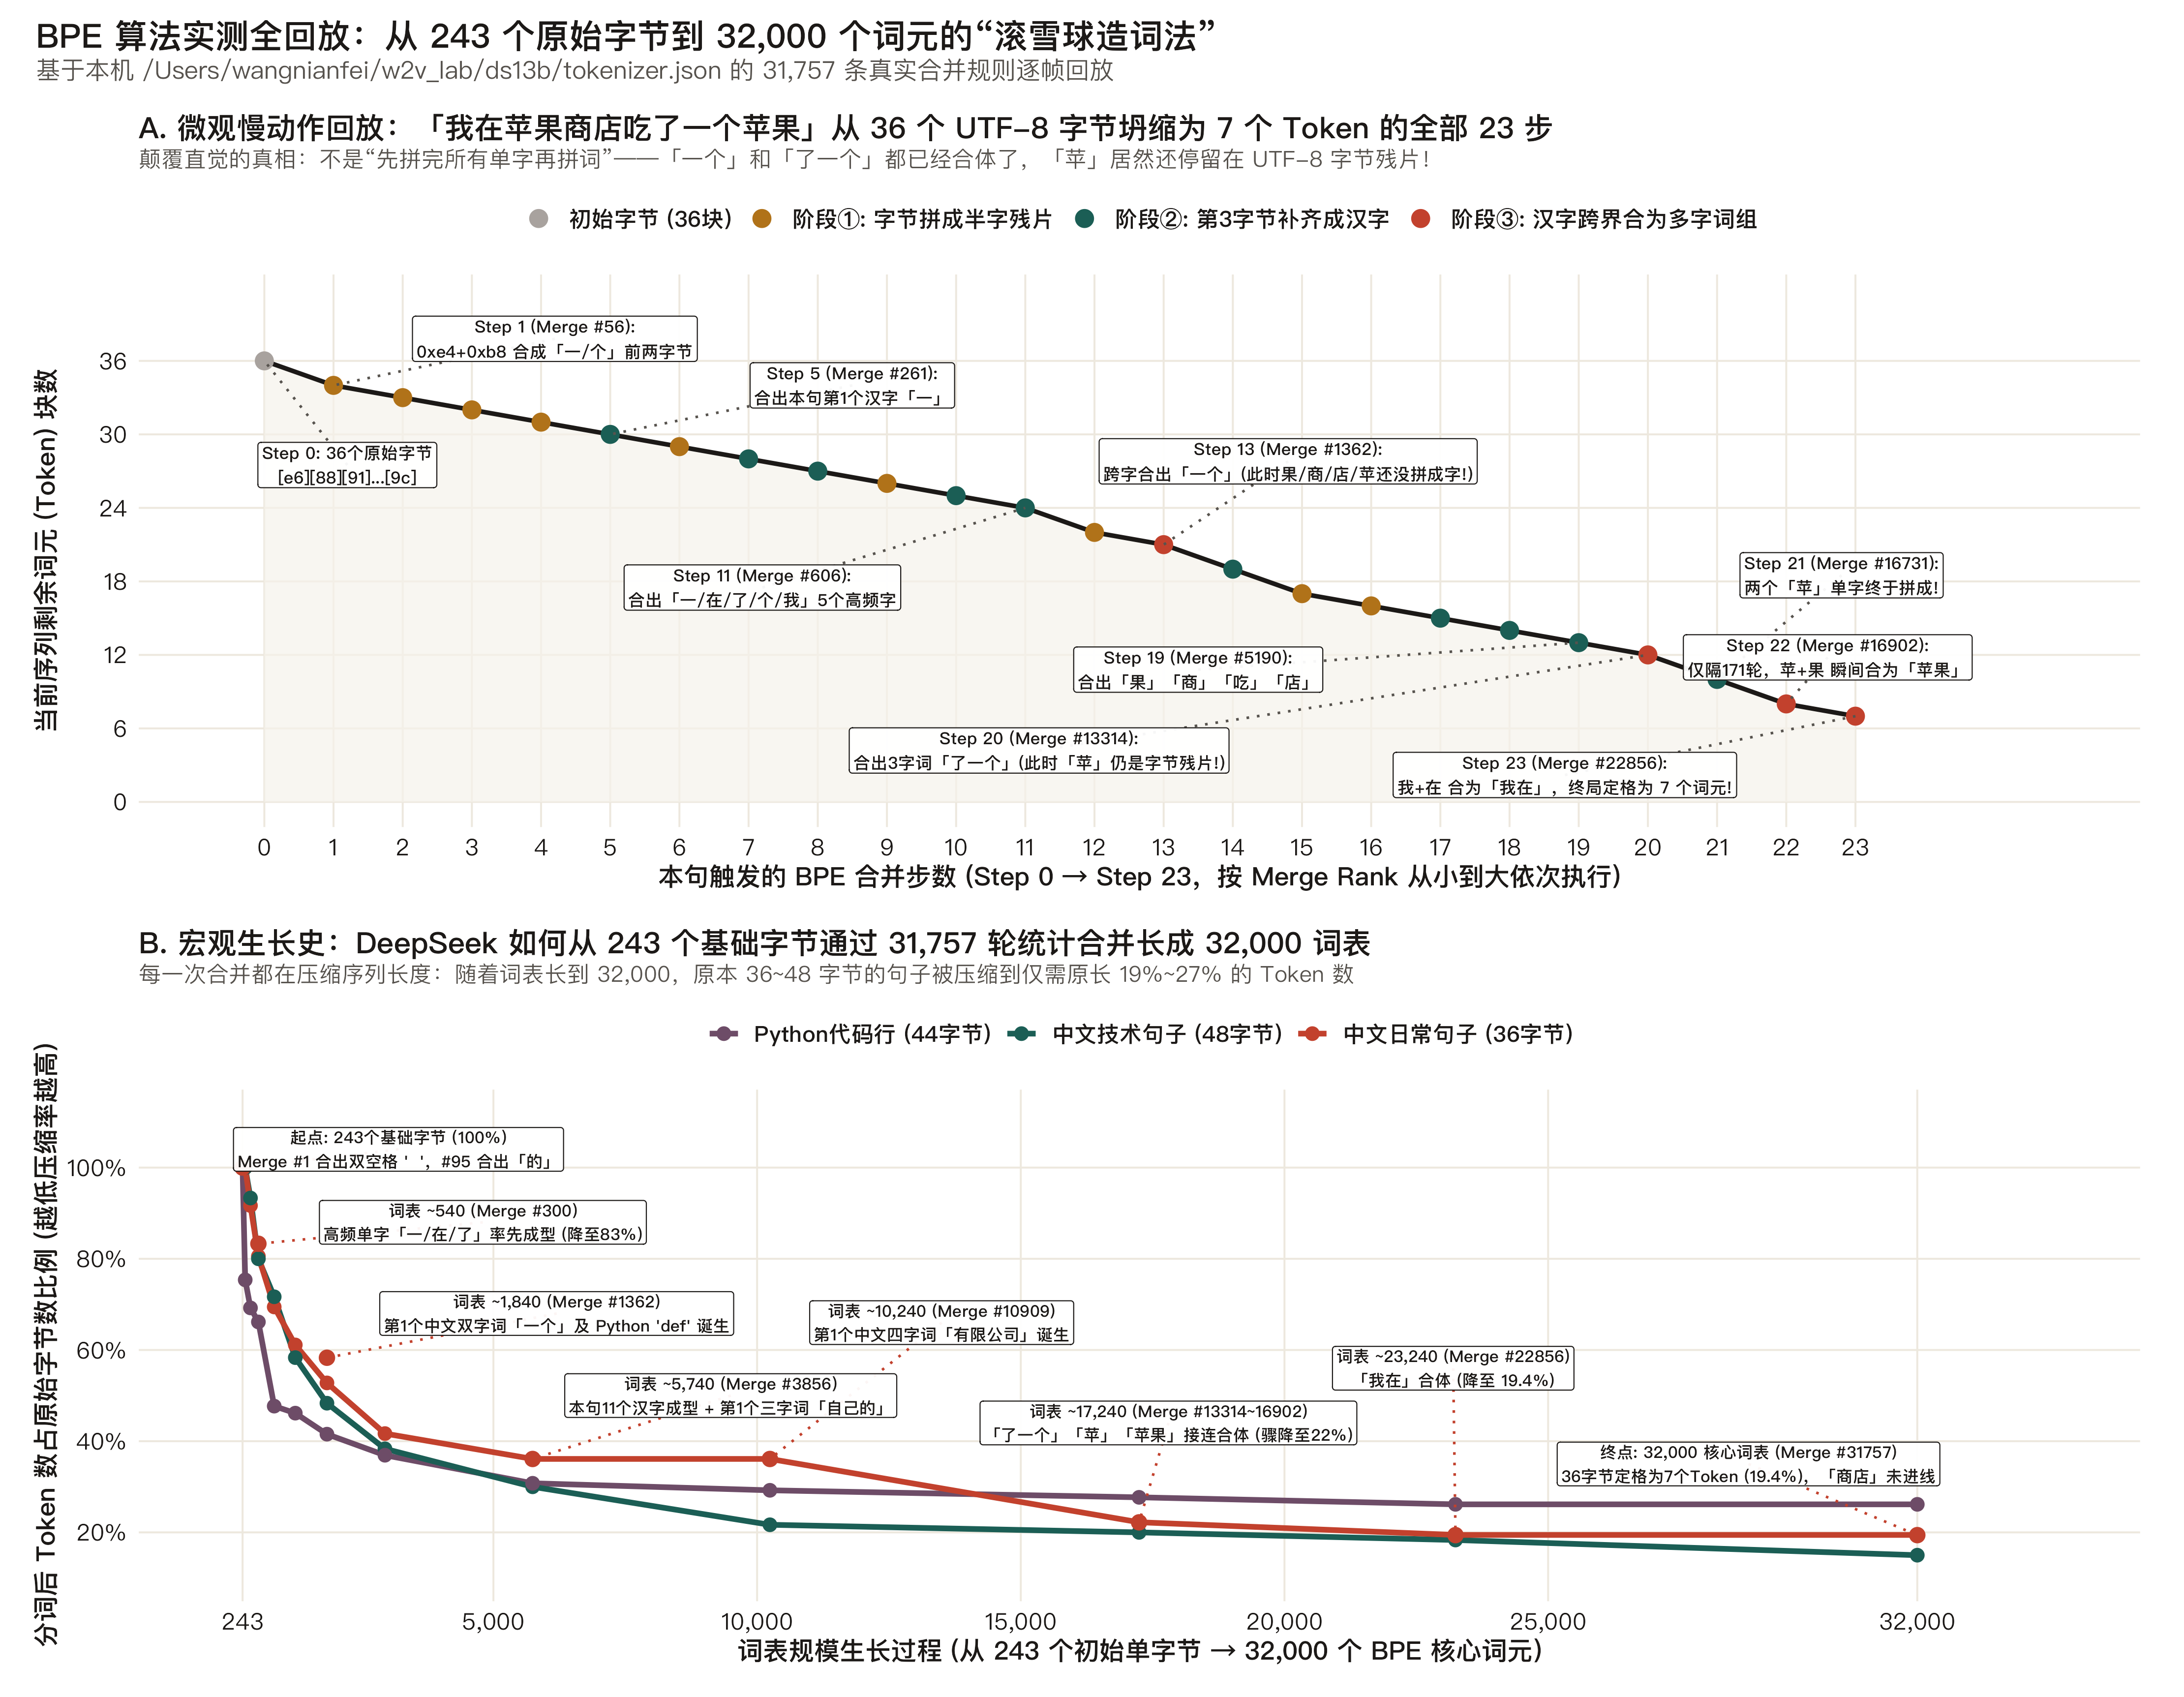 BPE 算法实测全回放：从 243 个原始字节到 32,000 个词元的“滚雪球造词法”
基于本机 /Users/wangnianfei/w2v_lab/ds13b/tokenizer.json 的 31,757 条真实合并规则逐帧回放
A. 微观慢动作回放：「我在苹果商店吃了一个苹果」从 36 个 UTF-8 字节坍缩为 7 个 Token 的全部 23 步
颠覆直觉的真相：不是“先拼完所有单字再拼词”——「一个」和「了一个」都已经合体了，「苹」居然还停留在 UTF-8 字节残片！
初始字节 (36块)
阶段①: 字节拼成半字残片
阶段②: 第3字节补齐成汉字
阶段③: 汉字跨界合为多字词组
当前序列剩余词元 (Token) 块数
36
30
24
18
12
6
0
Step 1 (Merge #56):
0xe4+0xb8 合成「一/个」前两字节
Step 5 (Merge #261):
合出本句第1个汉字「一」
Step 0: 36个原始字节
[e6][88][91]...[9c]
Step 13 (Merge #1362):
跨字合出「一个」(此时果/商/店/苹还没拼成字!)
Step 11 (Merge #606):
合出「一/在/了/个/我」5个高频字
Step 21 (Merge #16731):
两个「苹」单字终于拼成!
Step 19 (Merge #5190):
合出「果」「商」「吃」「店」
Step 22 (Merge #16902):
仅隔171轮，苹+果 瞬间合为「苹果」
Step 20 (Merge #13314):
合出3字词「了一个」(此时「苹」仍是字节残片!)
Step 23 (Merge #22856):
我+在 合为「我在」，终局定格为 7 个词元!
0 1 2 3 4 5 6 7 8 9 10 11 12 13 14 15 16 17 18 19 20 21 22 23
本句触发的 BPE 合并步数 (Step 0 → Step 23，按 Merge Rank 从小到大依次执行)
B. 宏观生长史：DeepSeek 如何从 243 个基础字节通过 31,757 轮统计合并长成 32,000 词表
每一次合并都在压缩序列长度：随着词表长到 32,000，原本 36~48 字节的句子被压缩到仅需原长 19%~27% 的 Token 数
Python代码行 (44字节)
中文技术句子 (48字节)
中文日常句子 (36字节)
分词后 Token 数占原始字节数比例 (越低压缩率越高)
100%
80%
60%
40%
20%
起点: 243个基础字节 (100%)
Merge #1 合出双空格 '  '，#95 合出「的」
词表 ~540 (Merge #300)
高频单字「一/在/了」率先成型 (降至83%)
词表 ~1,840 (Merge #1362)
第1个中文双字词「一个」及 Python 'def' 诞生
词表 ~10,240 (Merge #10909)
第1个中文四字词「有限公司」诞生
词表 ~5,740 (Merge #3856)
本句11个汉字成型 + 第1个三字词「自己的」
词表 ~23,240 (Merge #22856)
「我在」合体 (降至 19.4%)
词表 ~17,240 (Merge #13314~16902)
「了一个」「苹」「苹果」接连合体 (骤降至22%)
终点: 32,000 核心词表 (Merge #31757)
36字节定格为7个Token (19.4%)，「商店」未进线
243 5,000 10,000 15,000 20,000 25,000 32,000
词表规模生长过程 (从 243 个初始单字节 → 32,000 个 BPE 核心词元)